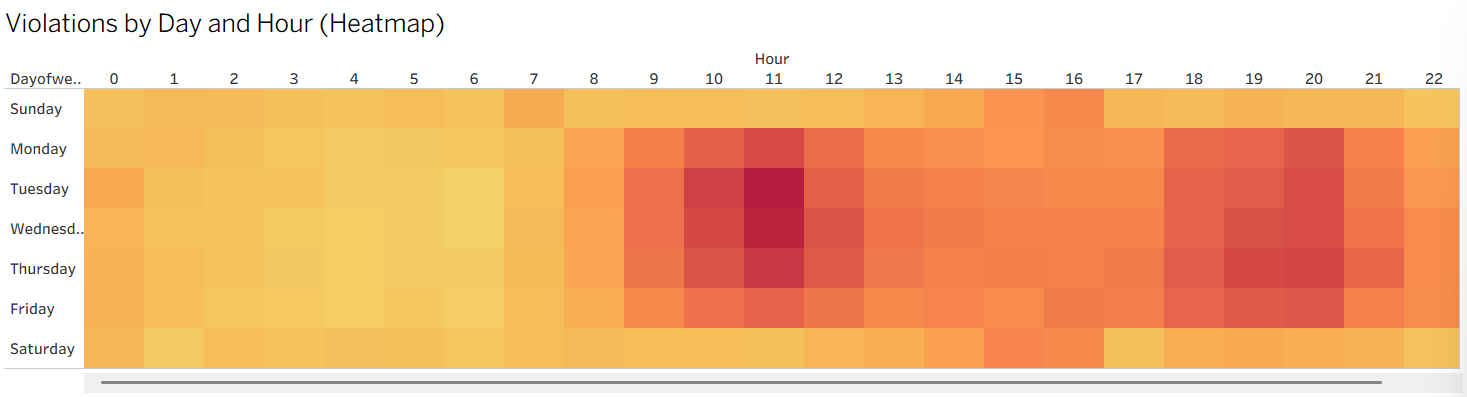 Violations by Day and Hour (Heatmap)
Hour
Dayofwe.. 0 1 2 3 4 5 6 7 8 9 10 11 12 13 14 15 16 17 18 19 20 21 22
Sunday
Monday
Tuesday
Wednesd..
Thursday
Friday
Saturday